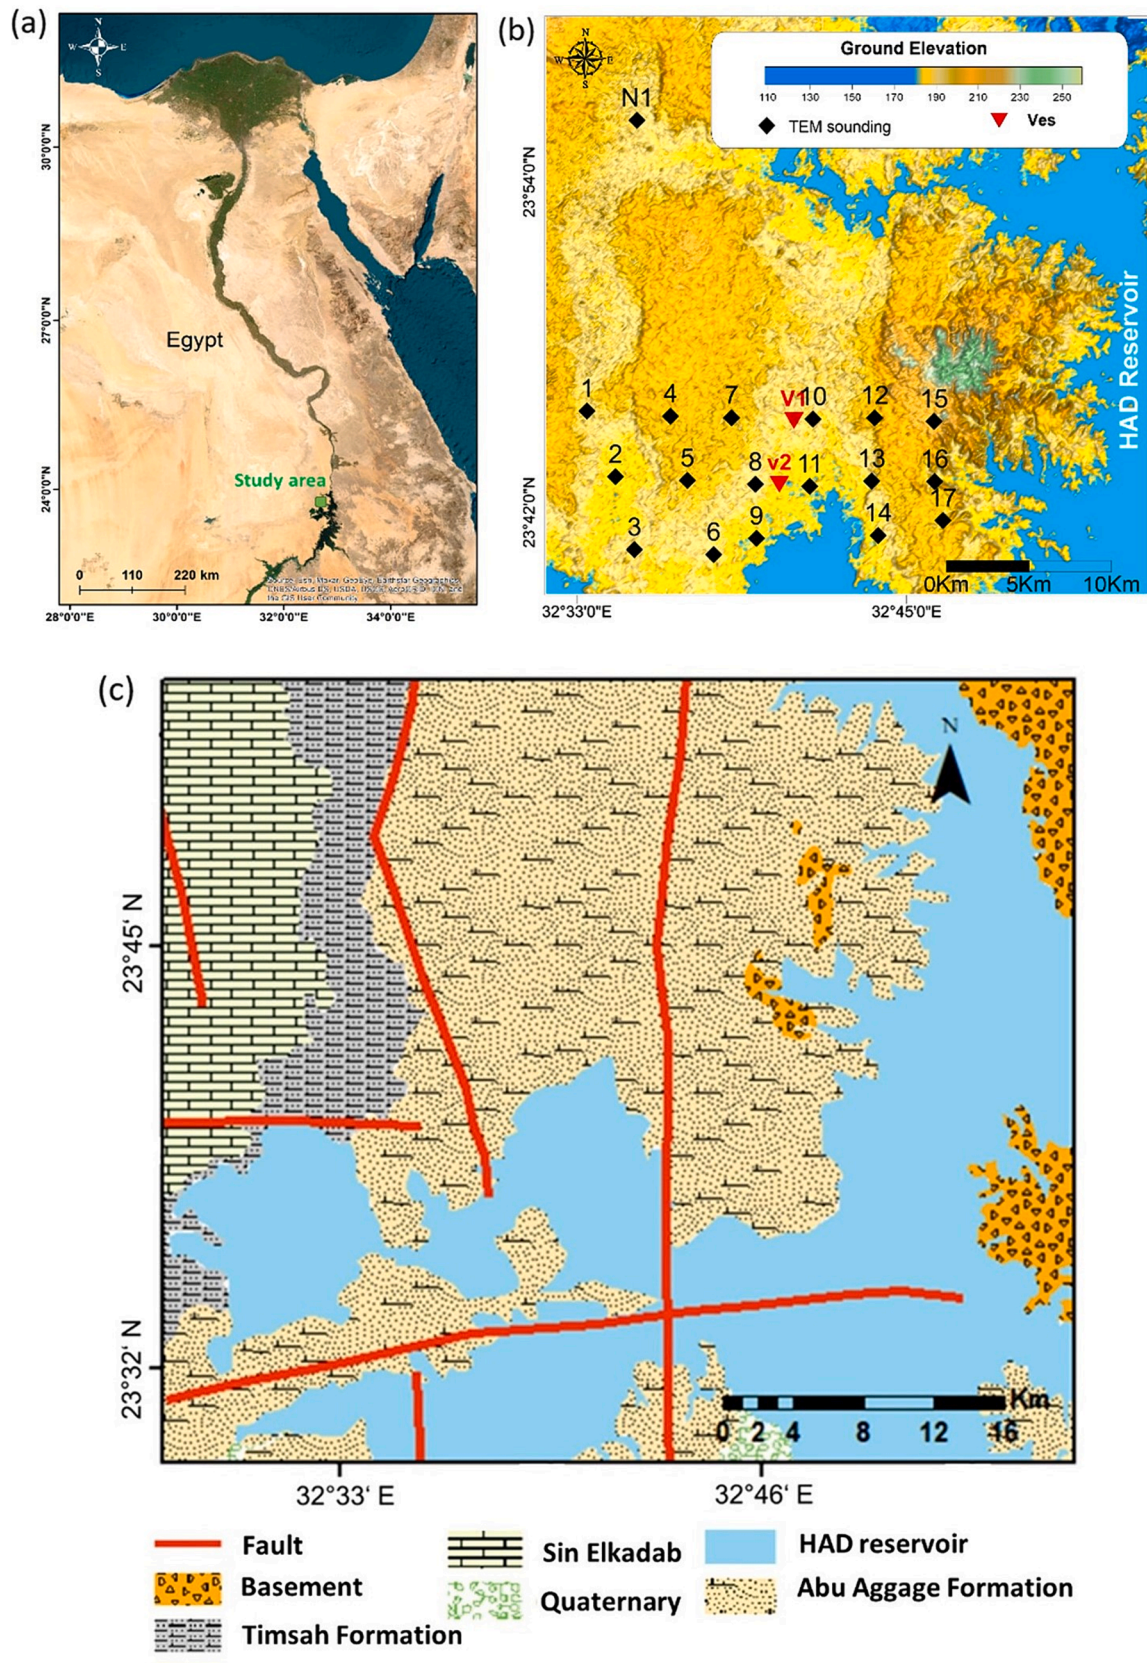 (a)
N
W E
S
30°0'0"N
27°0'0"N
24°0'0"N
Egypt
Study area
0 110 220 km
28°0'0"E 30°0'0"E 32°0'0"E 34°0'0"E
(b)
N
W E
S
Ground Elevation
110 130 150 170 190 210 230 250
TEM sounding Ves
N1
23°54'0"N
HAD Reservoir
1 4 7 V1 10 12 15
2 5 8 v2 11 13 16
17
3 6 9 14
23°42'0"N
0Km 5Km 10Km
32°33'0"E 32°45'0"E
(c)
N
23°45' N
23°32' N
Km
0 2 4 8 12 16
32°33' E 32°46' E
Fault Sin Elkadab HAD reservoir
Basement Quaternary Abu Aggage Formation
Timsah Formation